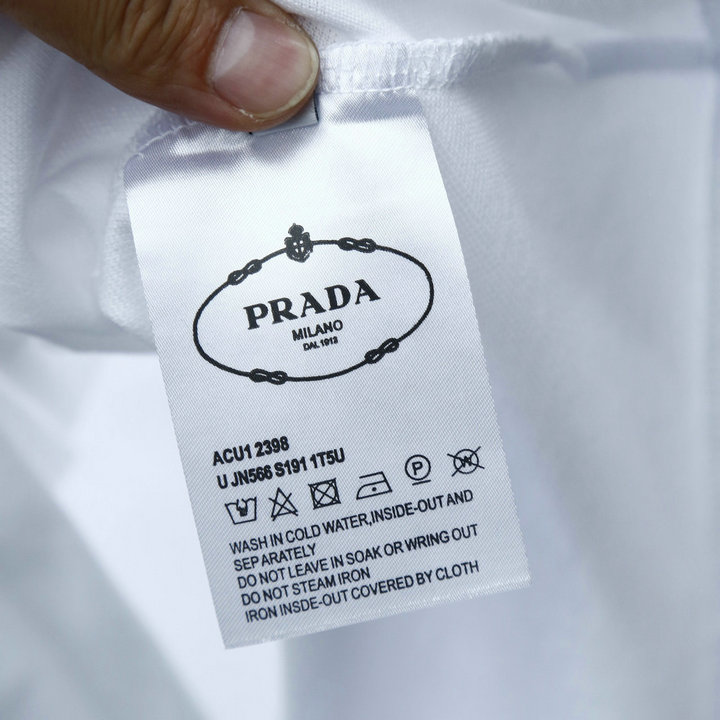 PRADA
MILANO
DAL 1913
ACU1 2398
U JN566 S191 1T5U
P
W
WASH IN COLD WATER,INSIDE-OUT AND
SEP ARATELY
DO NOT LEAVE IN SOAK OR WRING OUT
DO NOT STEAM IRON
IRON INSDE-OUT COVERED BY CLOTH